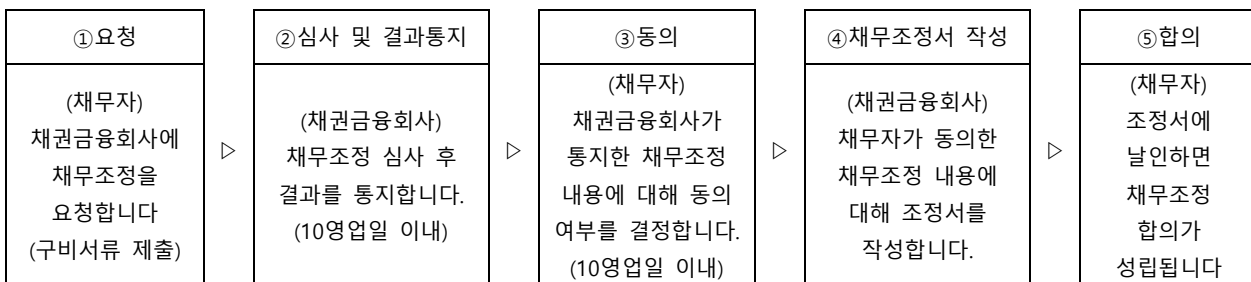 ①요청
(채무자)
채권금융회사에
채무조정을
요청합니다
(구비서류 제출)
▷
②심사 및 결과통지
(채권금융회사)
채무조정 심사 후
결과를 통지합니다.
(10영업일 이내)
▷
③동의
(채무자)
채권금융회사가
통지한 채무조정
내용에 대해 동의
여부를 결정합니다.
(10영업일 이내)
▷
④채무조정서 작성
(채권금융회사)
채무자가 동의한
채무조정 내용에
대해 조정서를
작성합니다.
▷
⑤합의
(채무자)
조정서에
날인하면
채무조정
합의가
성립됩니다